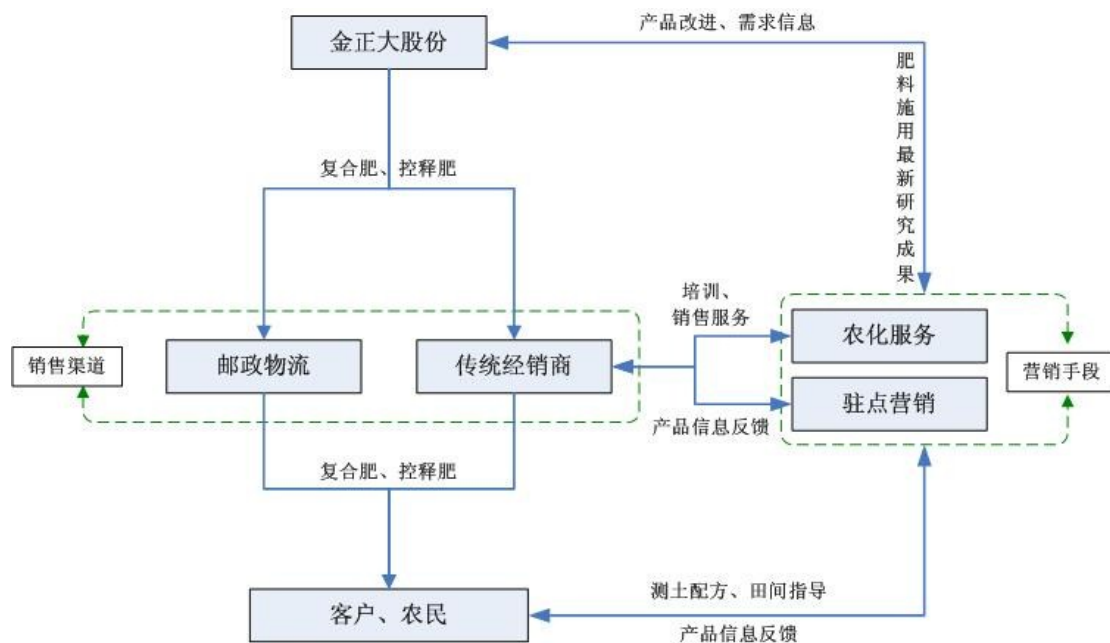 产品改进、需求信息
金正大股份
肥料施用最新研究成果
复合肥、控释肥
培训、
销售服务
农化服务
销售渠道
邮政物流
传统经销商
营销手段
驻点营销
产品信息反馈
复合肥、控释肥
测土配方、田间指导
客户、农民
产品信息反馈